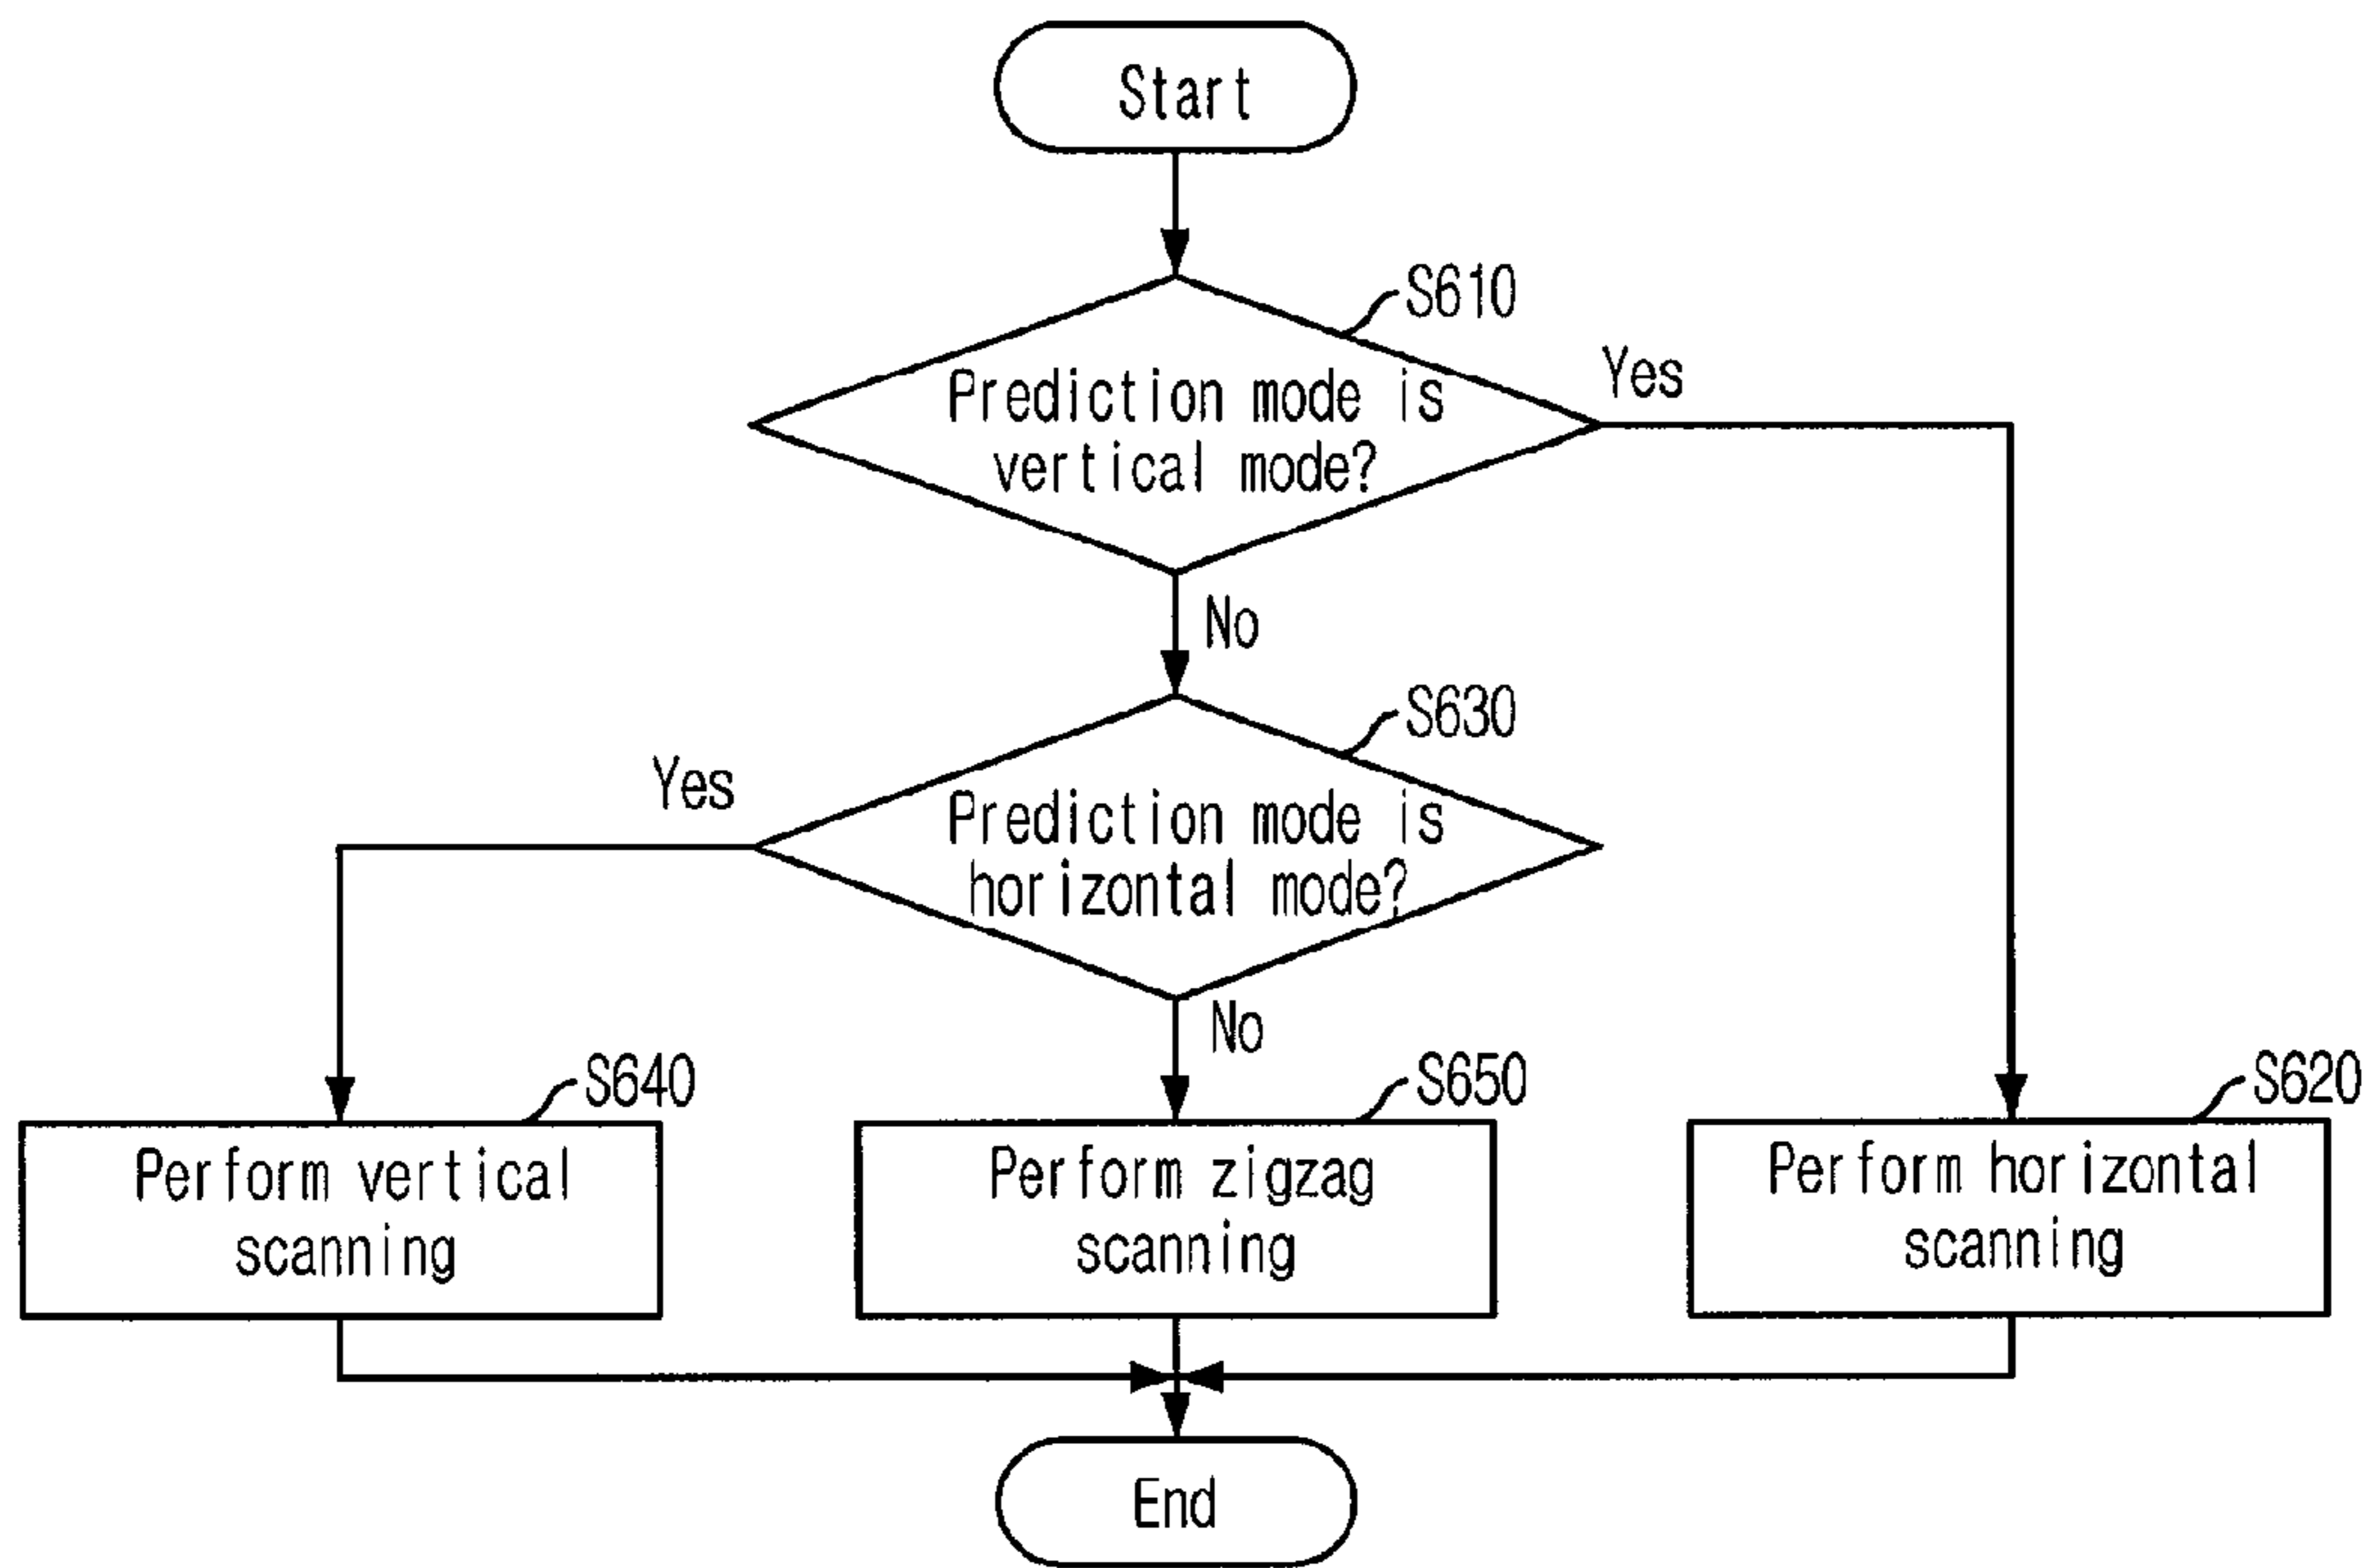 Start
S610
Yes
Prediction mode is
vertical mode?
No
S630
Yes
Prediction mode is
horizontal mode?
No
S640
S650
S620
Perform vertical
scanning
Perform zigzag
scanning
Perform horizontal
scanning
End